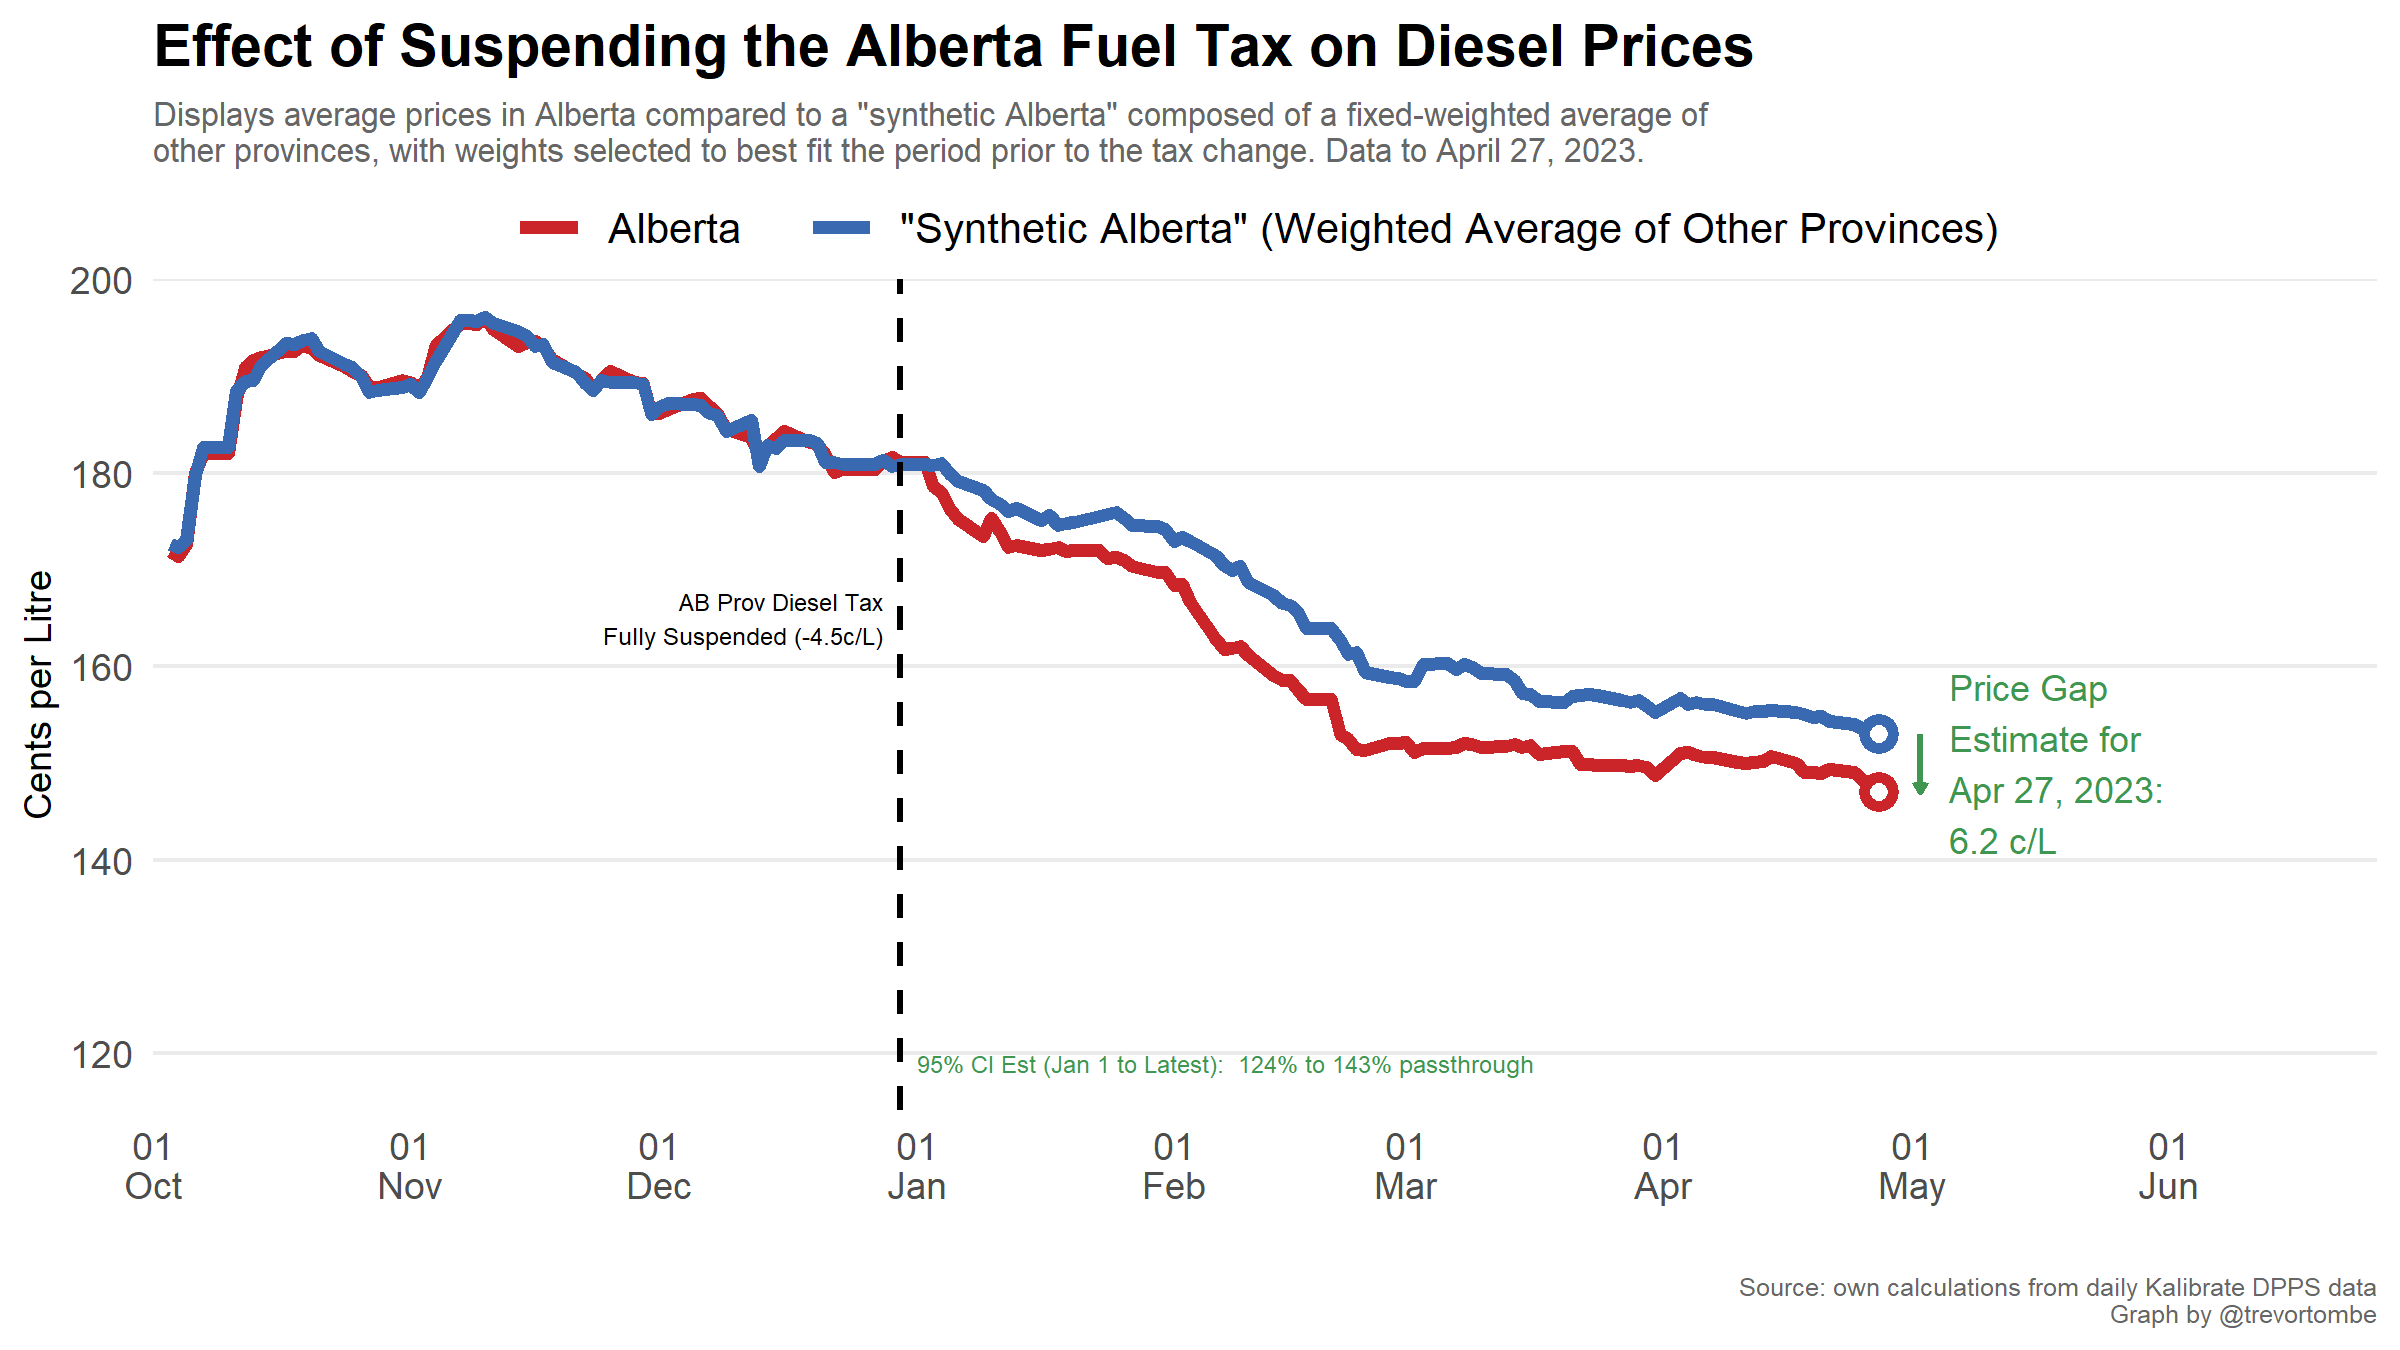 Effect of Suspending the Alberta Fuel Tax on Diesel Prices
Displays average prices in Alberta compared to a "synthetic Alberta" composed of a fixed-weighted average of
other provinces, with weights selected to best fit the period prior to the tax change. Data to April 27, 2023.
Alberta
"Synthetic Alberta" (Weighted Average of Other Provinces)
Cents per Litre
200
180
160
140
120
AB Prov Diesel Tax
Fully Suspended (-4.5c/L)
Price Gap
Estimate for
Apr 27, 2023:
6.2 c/L
95% CI Est (Jan 1 to Latest):  124% to 143% passthrough
01 Oct
01 Nov
01 Dec
01 Jan
01 Feb
01 Mar
01 Apr
01 May
01 Jun
Source: own calculations from daily Kalibrate DPPS data
Graph by @trevortombe